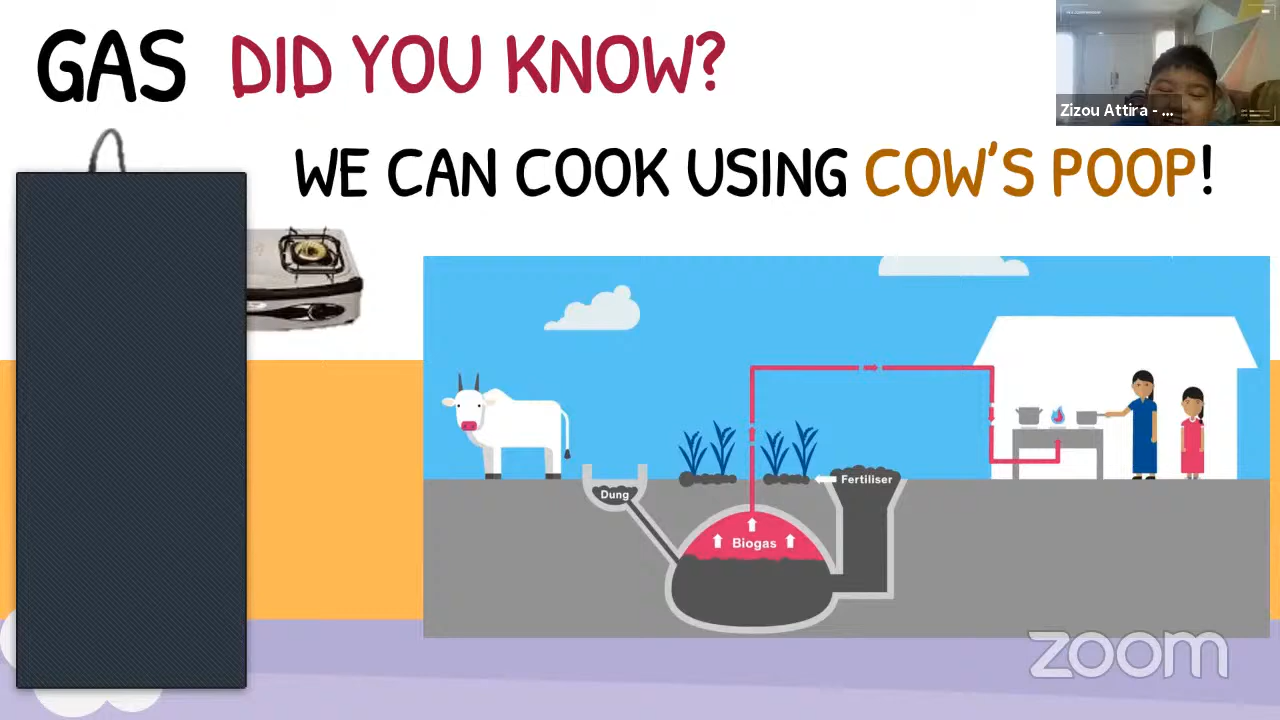 GAS DID YOU KNOW?
Zizou Attira - ...
WE CAN COOK USING COW'S POOP!
Dung
Fertiliser
Biogas
zoom